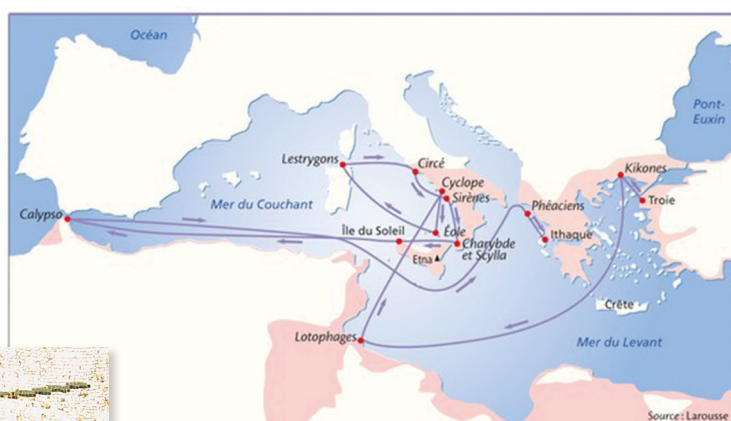 Océan
Pont-
Euxin
Lestrygons
Circé
Kikones
Cyclope
Sirènes
Troie
Mer du Couchant
Phéaciens
Calypso
Île du Soleil
Éole
Ithaque
Charybde
et Scylla
Etna
Crête
Lotophages
Mer du Levant
Source : Larousse